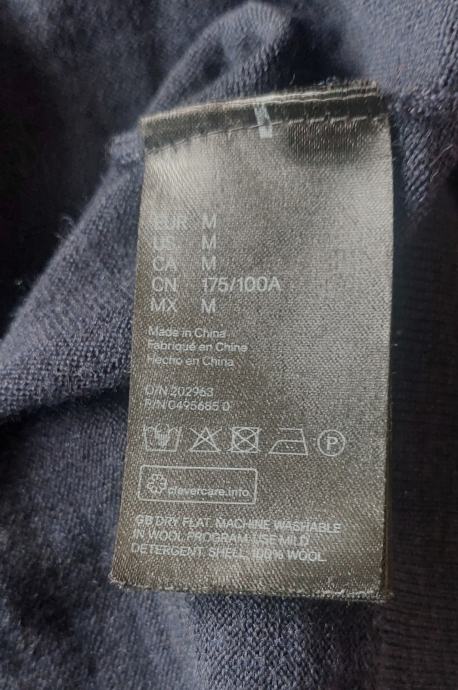 EUR M
US M
CA M
CN 175/100A
MX M
Made in China
Fabriqué en Chine
Hecho en China
O/N 202963
P/N 0495685 0
P
clevercare.info
GB DRY FLAT. MACHINE WASHABLE
IN WOOL PROGRAM. USE MILD
DETERGENT. SHELL: 100% WOOL.